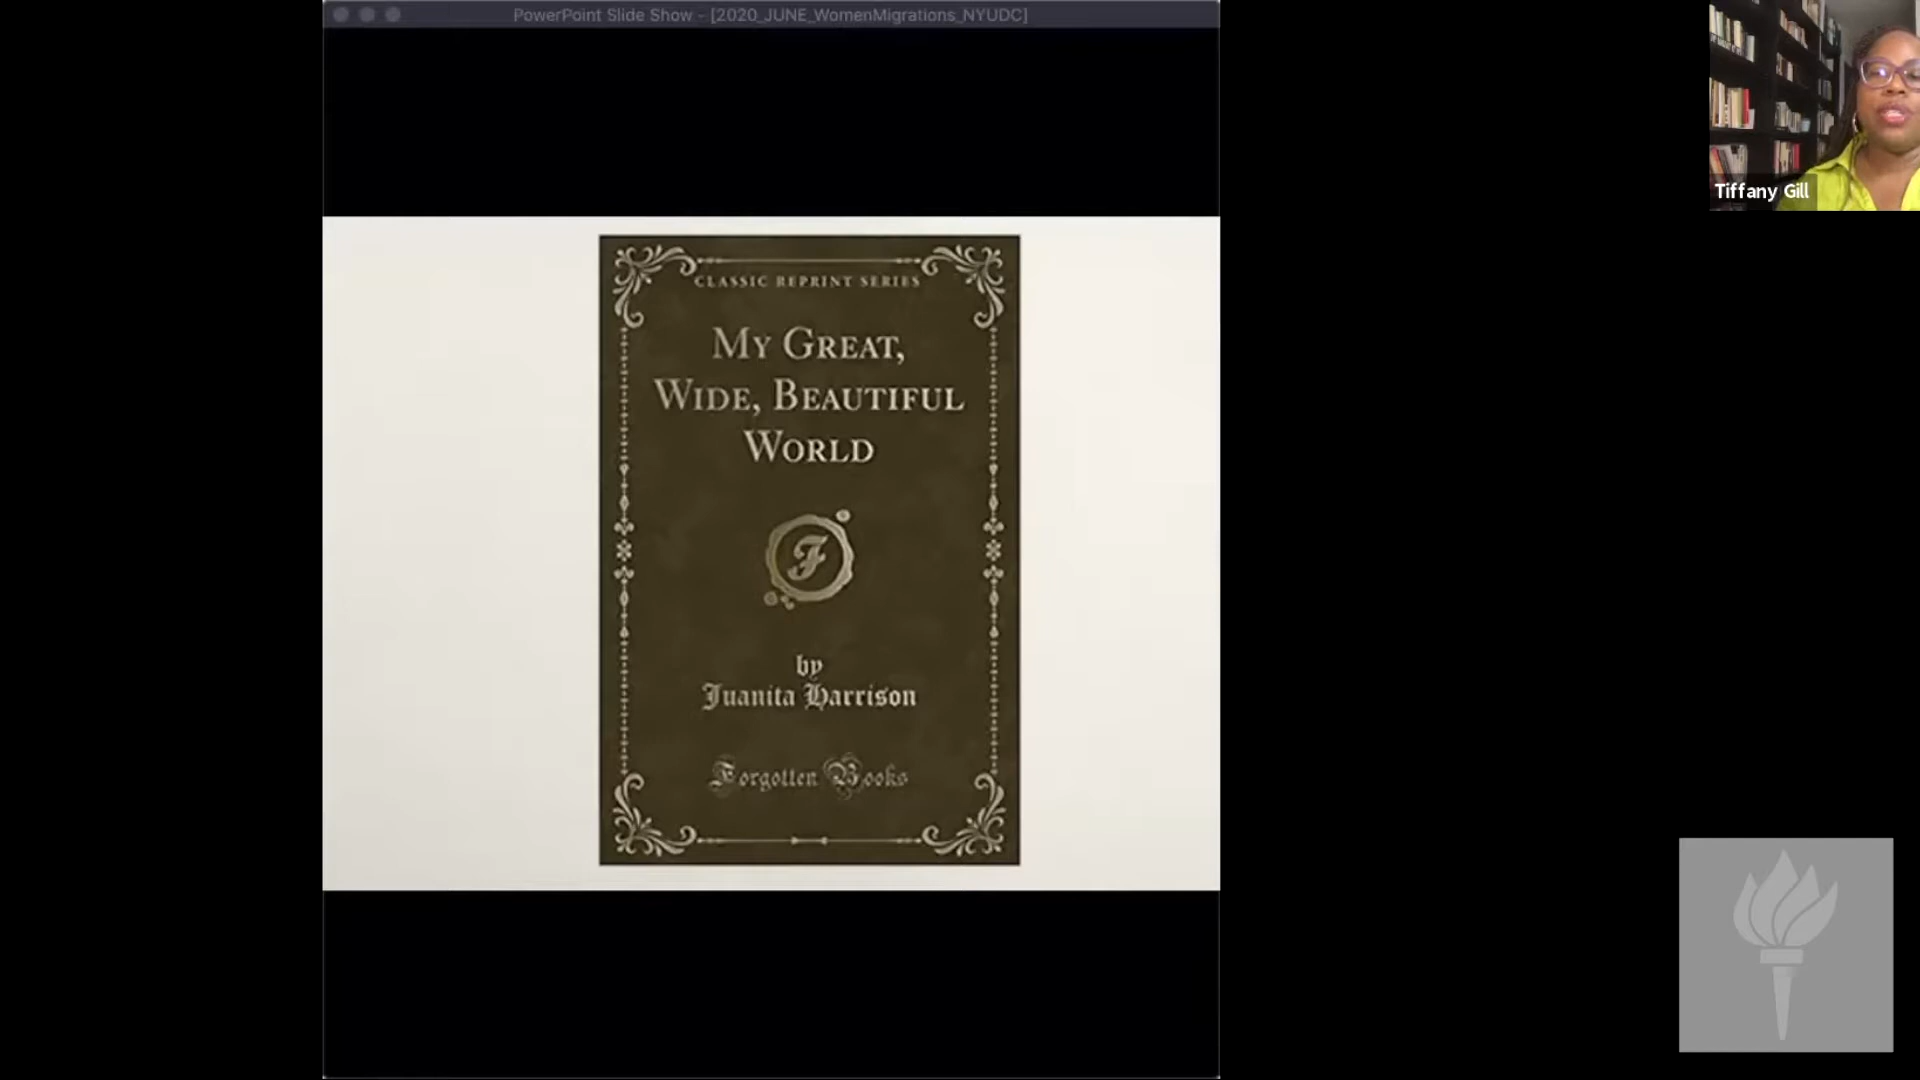 PowerPoint Slide Show - [2020_JUNE_WomenMigrations_NYUDC]
Tiffany Gill
CLASSIC REPRINT SERIES
MY GREAT,
WIDE, BEAUTIFUL
WORLD
F
by
Juanita Harrison
Forgotten Books